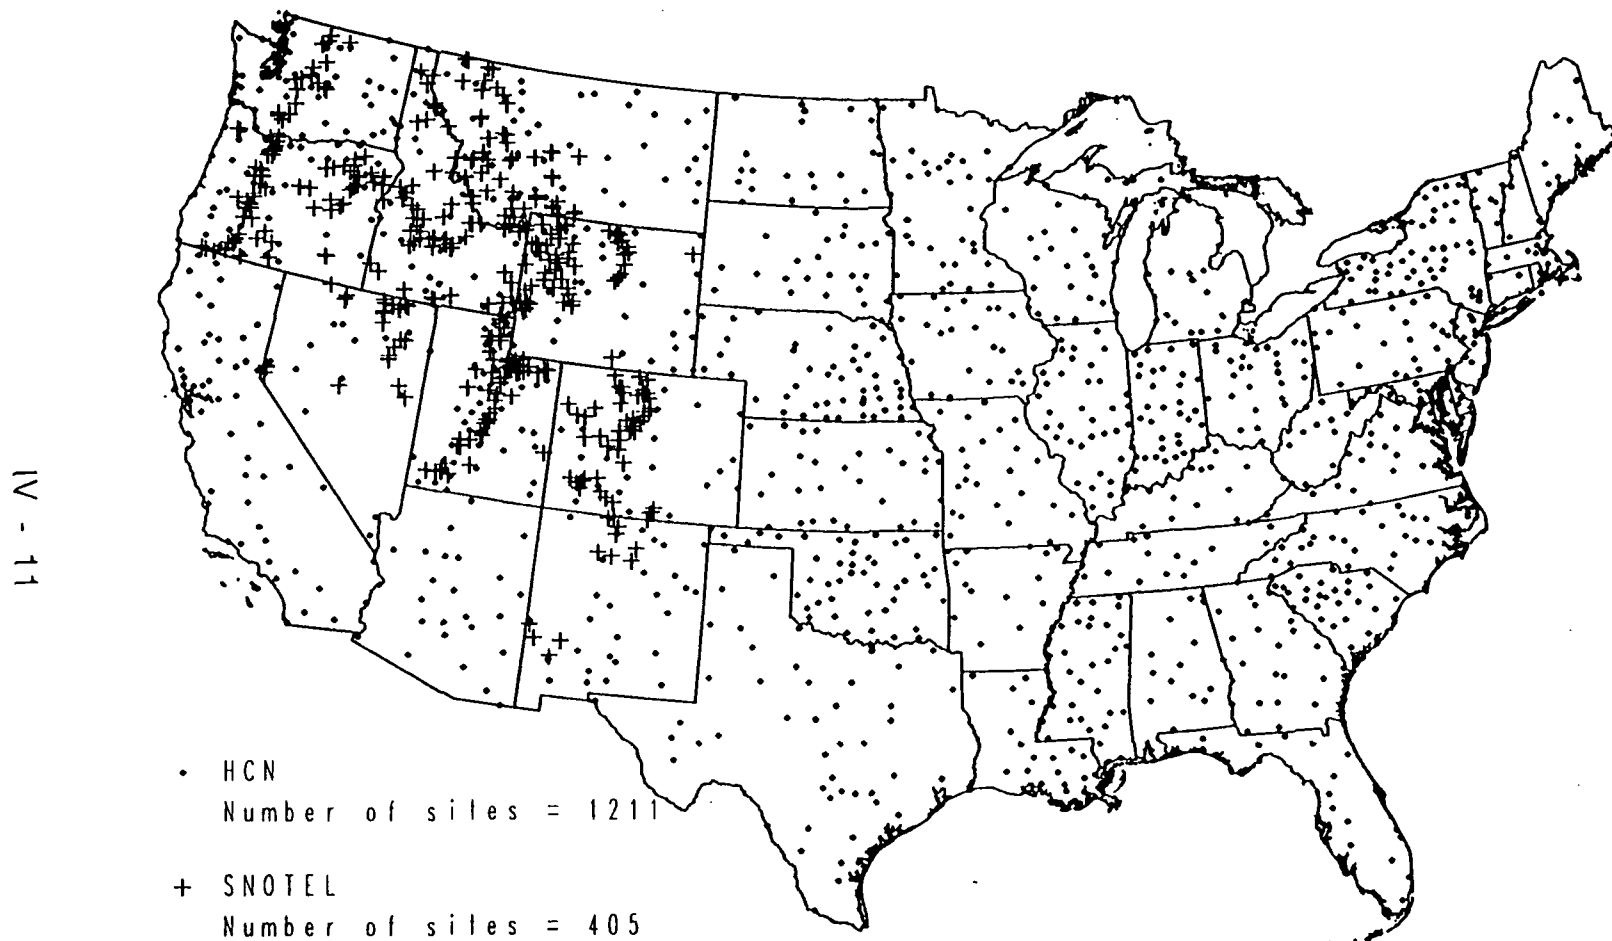 IV - 11
HCN
Number of sites = 1211
SNOTEL
Number of sites = 405